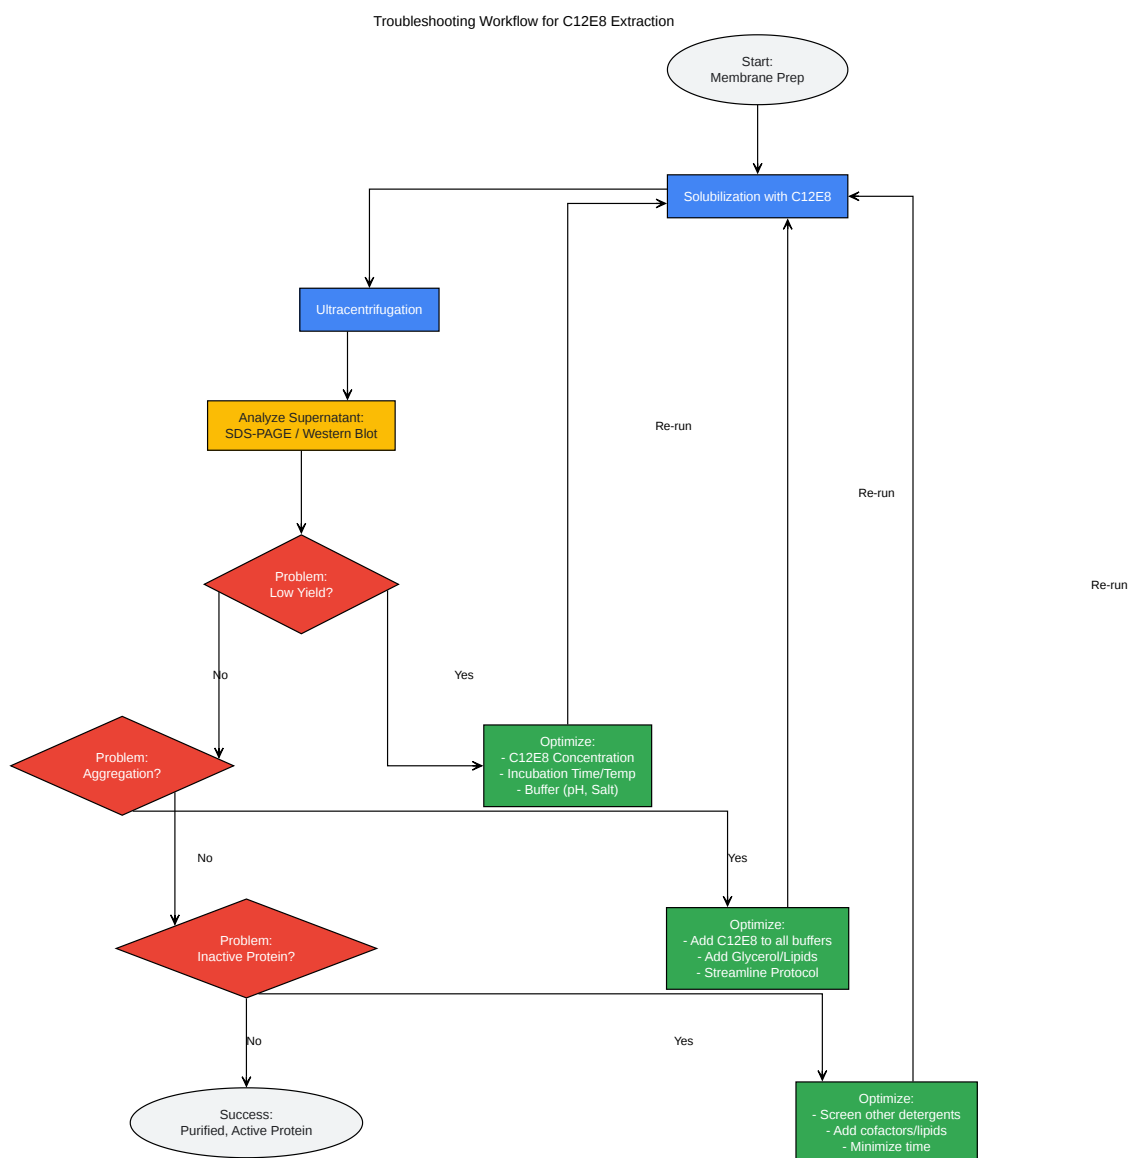 Troubleshooting Workflow for C12E8 Extraction
Start:
Membrane Prep
Solubilization with C12E8
Ultracentrifugation
Analyze Supernatant:
SDS-PAGE / Western Blot
Re-run
Re-run
Re-run
Problem:
Low Yield?
No
Yes
Problem:
Aggregation?
Optimize:
- C12E8 Concentration
- Incubation Time/Temp
- Buffer (pH, Salt)
No
Yes
Problem:
Inactive Protein?
Optimize:
- Add C12E8 to all buffers
- Add Glycerol/Lipids
- Streamline Protocol
No
Yes
Success:
Purified, Active Protein
Optimize:
- Screen other detergents
- Add cofactors/lipids
- Minimize time